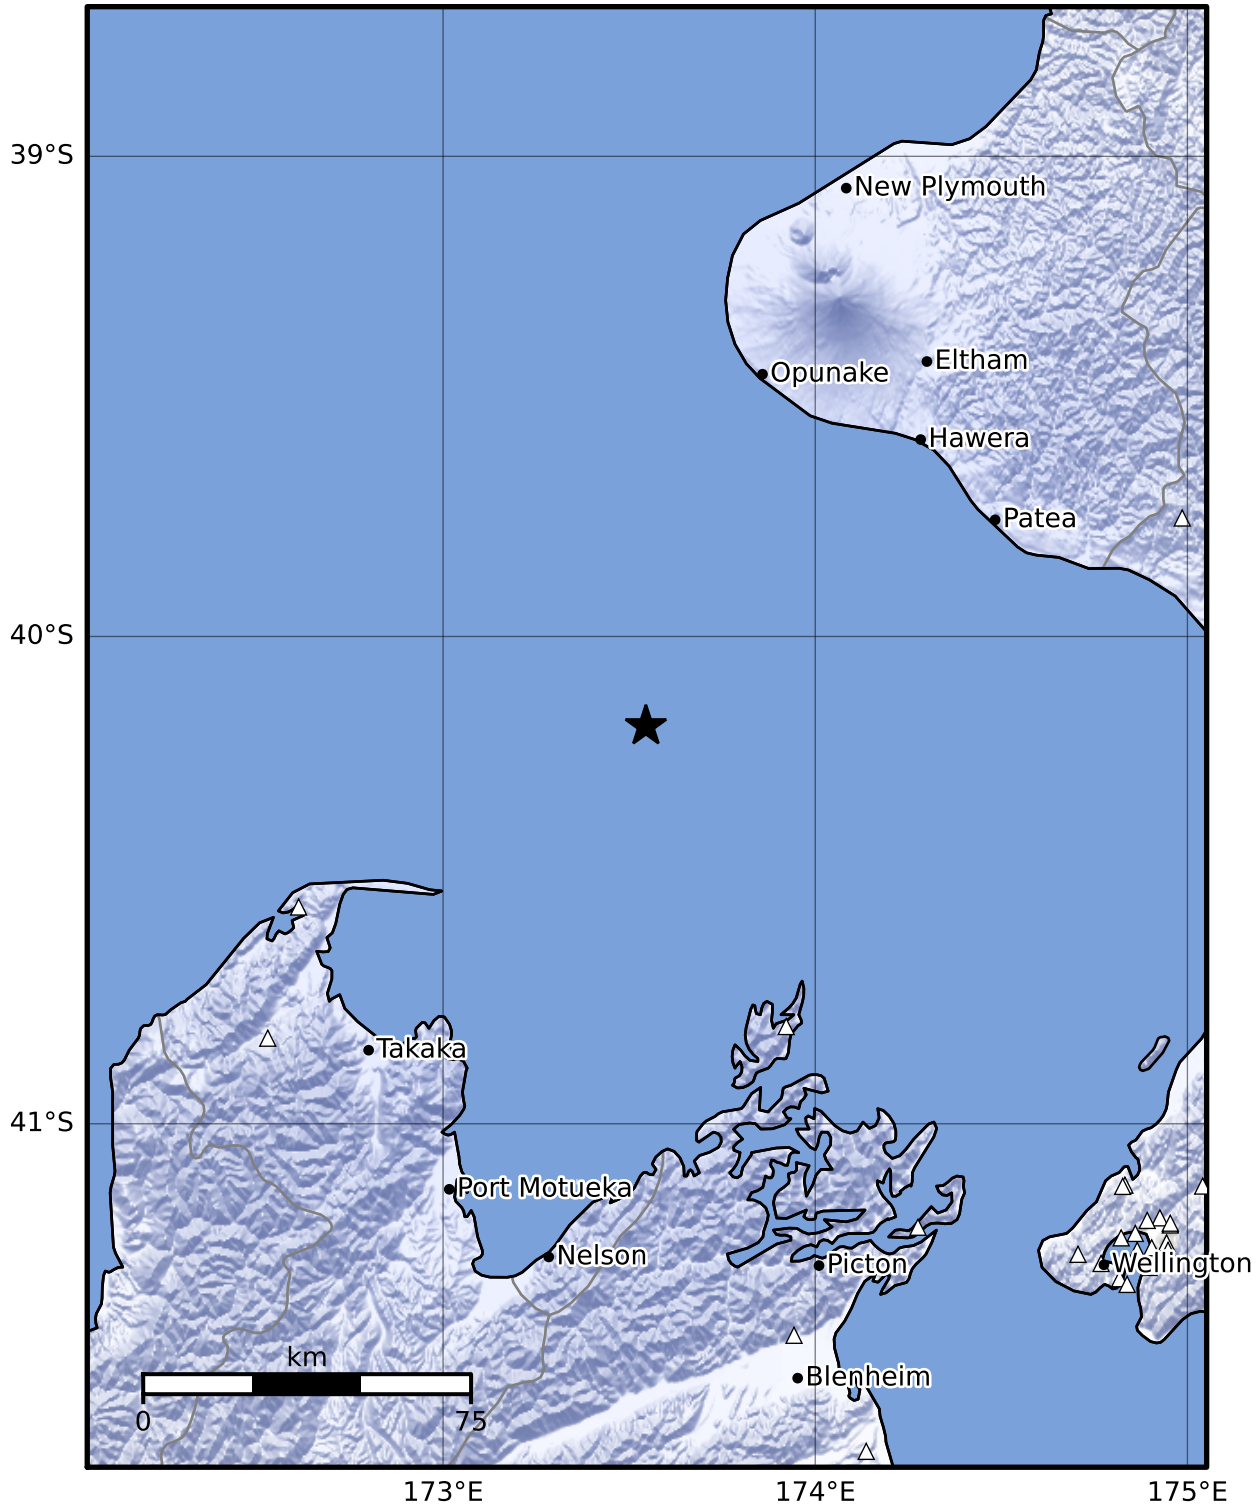 39°S
New Plymouth
Eltham
Opunake
Hawera
Patea
40°S
Takaka
41°S
Port Motueka
Nelson
Picton
Wellington
km
Blenheim
0 75
173°E 174°E 175°E